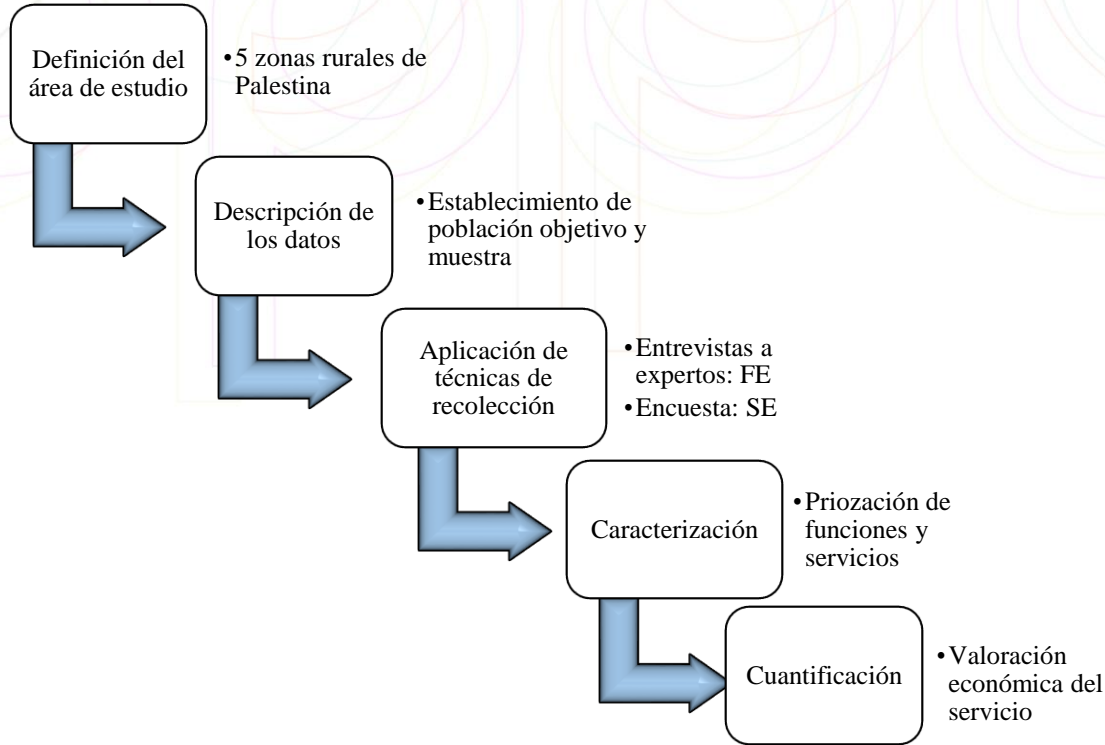 Definición del
área de estudio
•5 zonas rurales de
Palestina
Descripción de
los datos
•Establecimiento de
población objetivo y
muestra
Aplicación de
técnicas de
recolección
•Entrevistas a
expertos: FE
•Encuesta: SE
Caracterización
•Priozación de
funciones y
servicios
Cuantificación
•Valoración
económica del
servicio